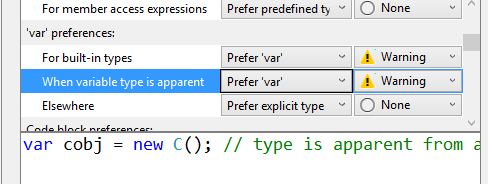 For member access expressions Prefer predefined ty None
'var' preferences:
For built-in types Prefer 'var' Warning
When variable type is apparent Prefer 'var' Warning
Elsewhere Prefer explicit type None
Code block preferences:
var cobj = new C(); // type is apparent from a